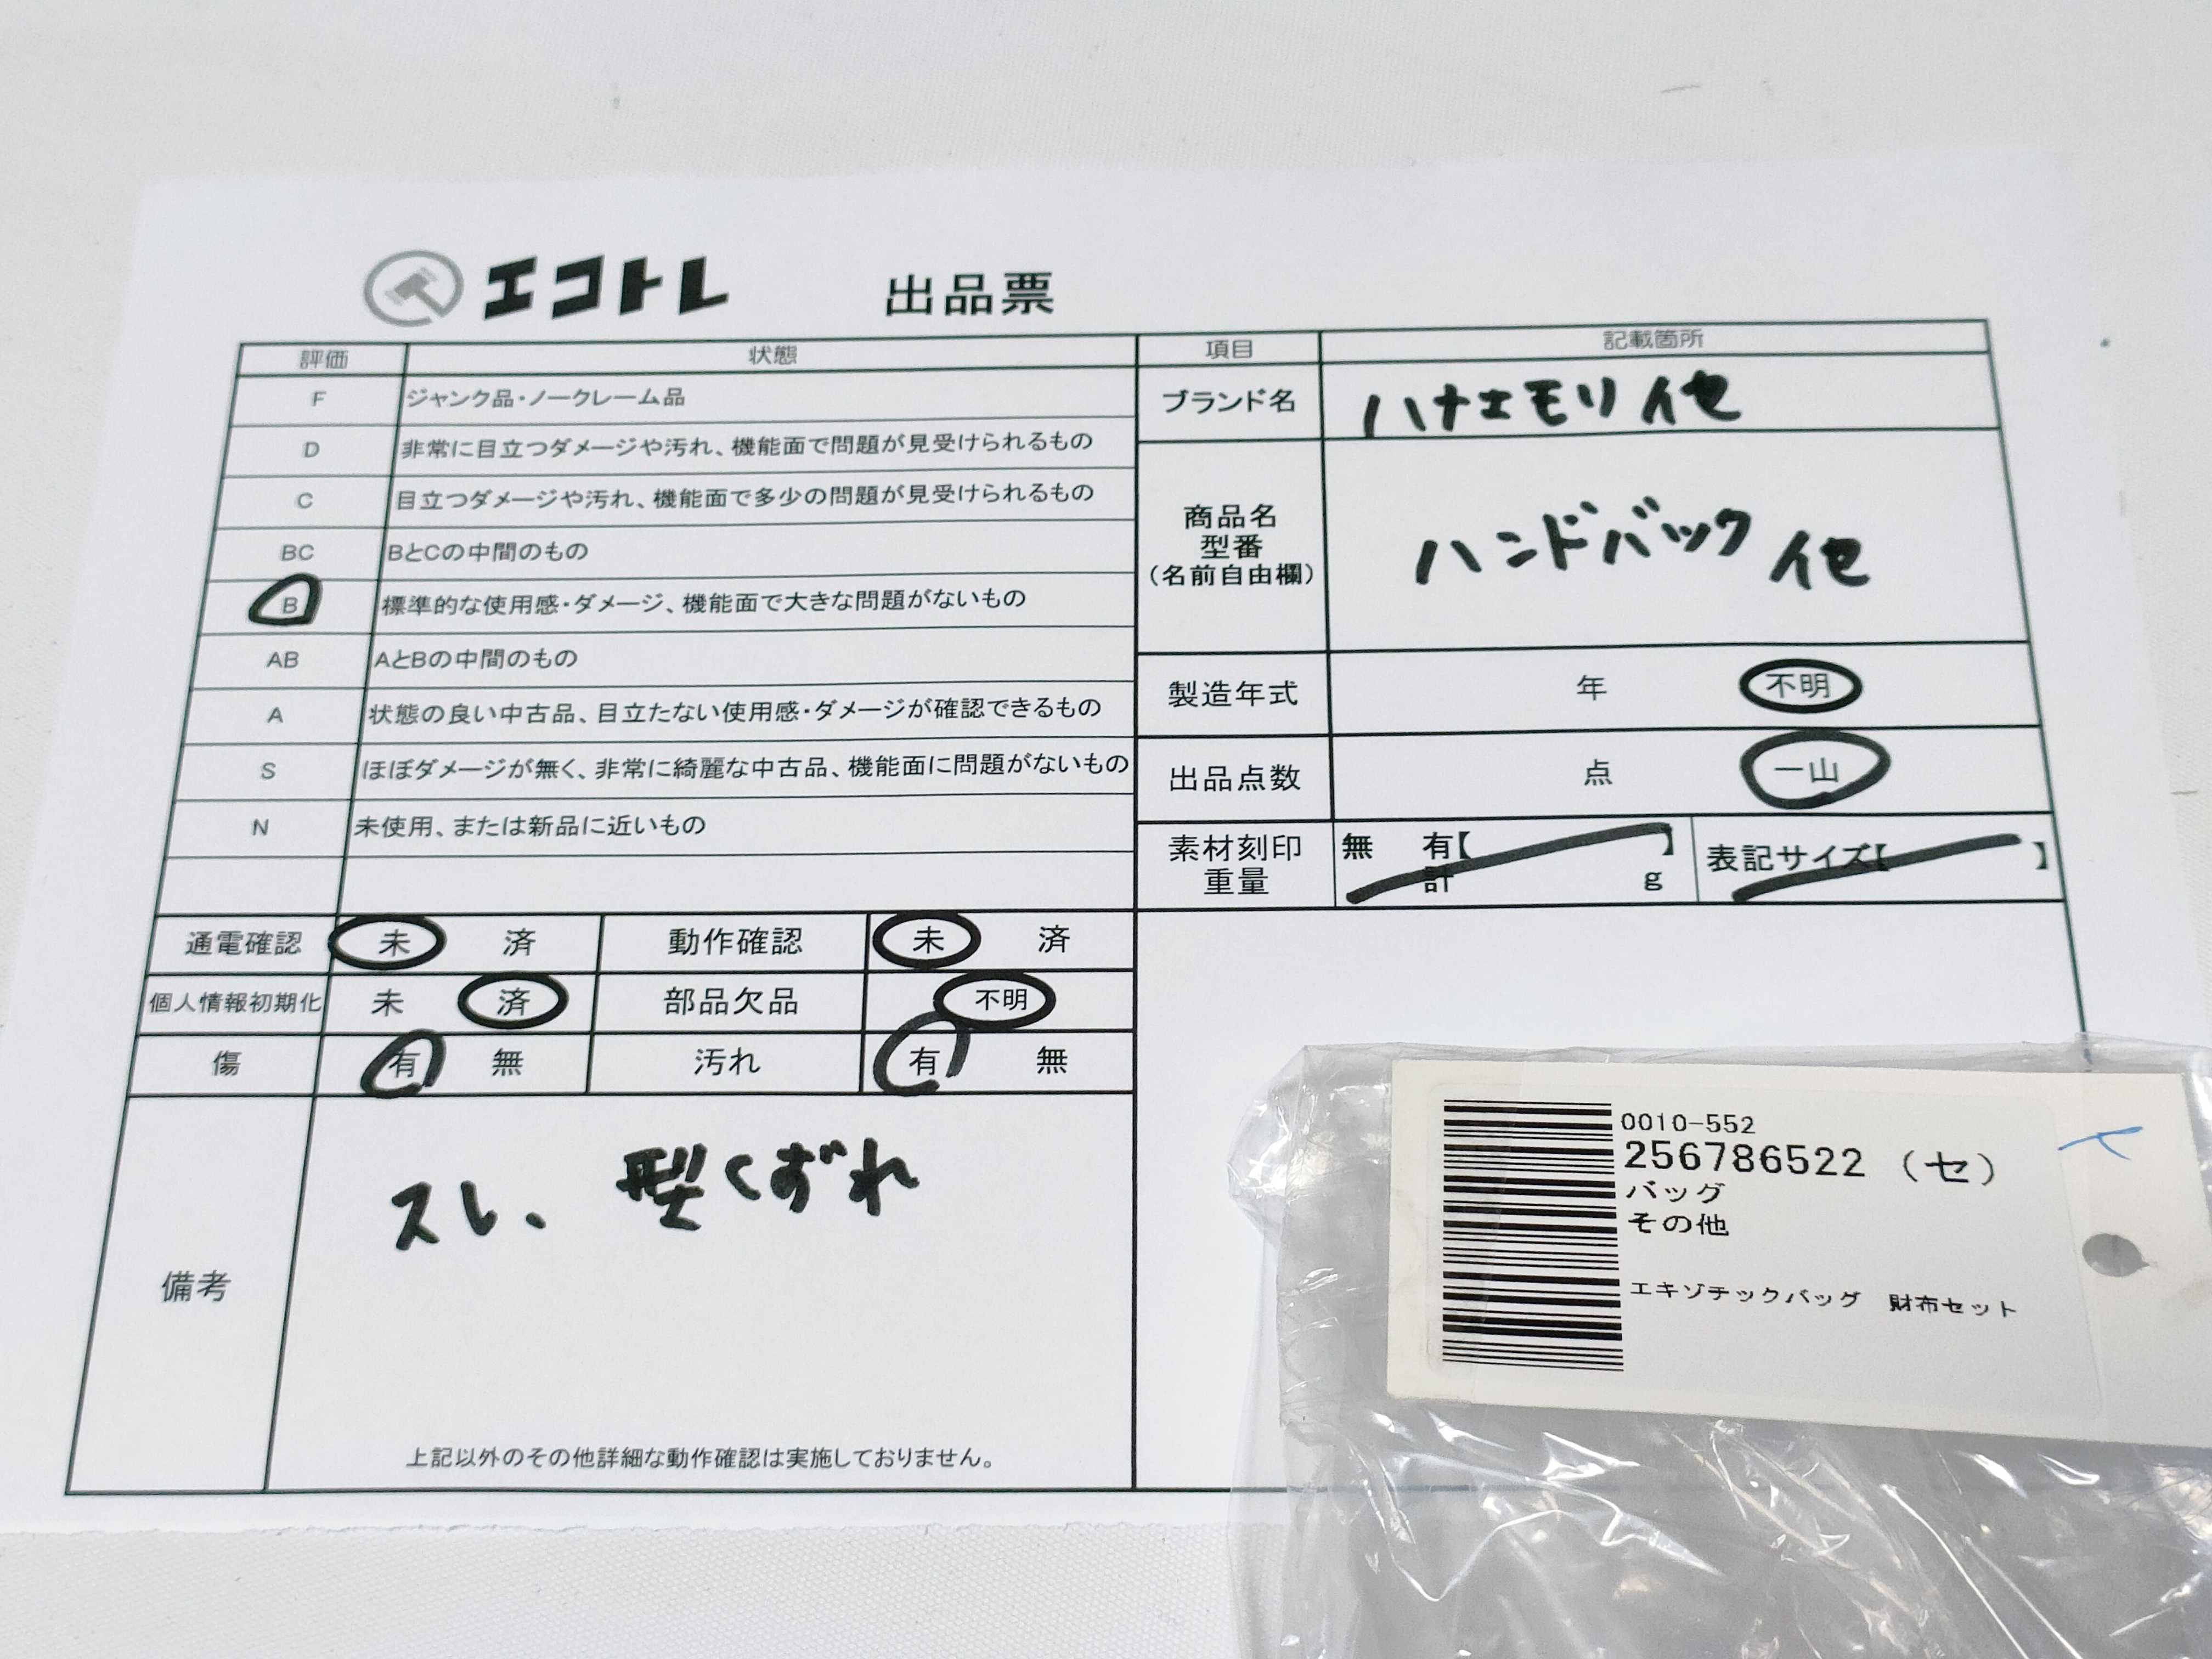 エコトレ 出品票
評価 状態
F ジャンク品・ノークレーム品
D 非常に目立つダメージや汚れ、機能面で問題が見受けられるもの
C 目立つダメージや汚れ、機能面で多少の問題が見受けられるもの
BC BとCの中間のもの
B 標準的な使用感・ダメージ、機能面で大きな問題がないもの
AB AとBの中間のもの
A 状態の良い中古品、目立たない使用感・ダメージが確認できるもの
S ほぼダメージが無く、非常に綺麗な中古品、機能面に問題がないもの
N 未使用、または新品に近いもの
通電確認 未 済 動作確認 未 済
個人情報初期化 未 済 部品欠品 不明
傷 有 無 汚れ 有 無
備考
スレ、型くずれ
上記以外のその他詳細な動作確認は実施しておりません。
項目 記載箇所
ブランド名 ハナエモリ 他
商品名
型番
(名前自由欄)
ハンドバック 他
製造年式 年 不明
出品点数 点 一山
素材刻印 無 有【 】
重量 計 g
表記サイズ【 】
0010-552
256786522 (セ)
バッグ
その他
エキゾチックバッグ 財布セット